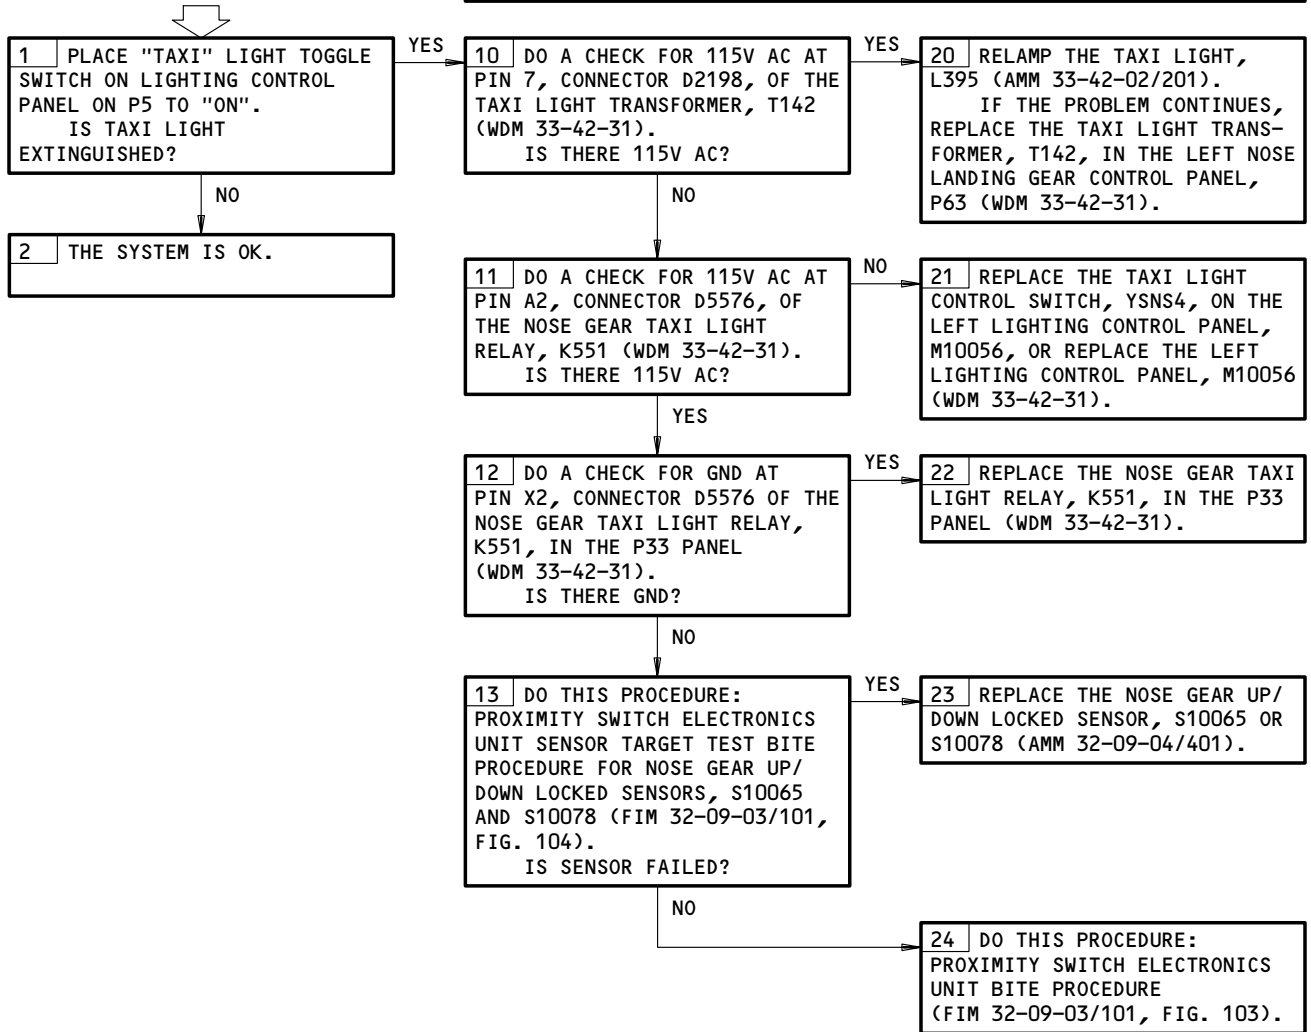 1 PLACE "TAXI" LIGHT TOGGLE
SWITCH ON LIGHTING CONTROL
PANEL ON P5 TO "ON".
IS TAXI LIGHT
EXTINGUISHED?
YES
NO
2 THE SYSTEM IS OK.
10 DO A CHECK FOR 115V AC AT
PIN 7, CONNECTOR D2198, OF THE
TAXI LIGHT TRANSFORMER, T142
(WDM 33-42-31).
IS THERE 115V AC?
YES
NO
20 RELAMP THE TAXI LIGHT,
L395 (AMM 33-42-02/201).
IF THE PROBLEM CONTINUES,
REPLACE THE TAXI LIGHT TRANS-
FORMER, T142, IN THE LEFT NOSE
LANDING GEAR CONTROL PANEL,
P63 (WDM 33-42-31).
11 DO A CHECK FOR 115V AC AT
PIN A2, CONNECTOR D5576, OF
THE NOSE GEAR TAXI LIGHT
RELAY, K551 (WDM 33-42-31).
IS THERE 115V AC?
NO
YES
21 REPLACE THE TAXI LIGHT
CONTROL SWITCH, YSNS4, ON THE
LEFT LIGHTING CONTROL PANEL,
M10056, OR REPLACE THE LEFT
LIGHTING CONTROL PANEL, M10056
(WDM 33-42-31).
12 DO A CHECK FOR GND AT
PIN X2, CONNECTOR D5576 OF THE
NOSE GEAR TAXI LIGHT RELAY,
K551, IN THE P33 PANEL
(WDM 33-42-31).
IS THERE GND?
YES
NO
22 REPLACE THE NOSE GEAR TAXI
LIGHT RELAY, K551, IN THE P33
PANEL (WDM 33-42-31).
13 DO THIS PROCEDURE:
PROXIMITY SWITCH ELECTRONICS
UNIT SENSOR TARGET TEST BITE
PROCEDURE FOR NOSE GEAR UP/
DOWN LOCKED SENSORS, S10065
AND S10078 (FIM 32-09-03/101,
FIG. 104).
IS SENSOR FAILED?
YES
NO
23 REPLACE THE NOSE GEAR UP/
DOWN LOCKED SENSOR, S10065 OR
S10078 (AMM 32-09-04/401).
24 DO THIS PROCEDURE:
PROXIMITY SWITCH ELECTRONICS
UNIT BITE PROCEDURE
(FIM 32-09-03/101, FIG. 103).